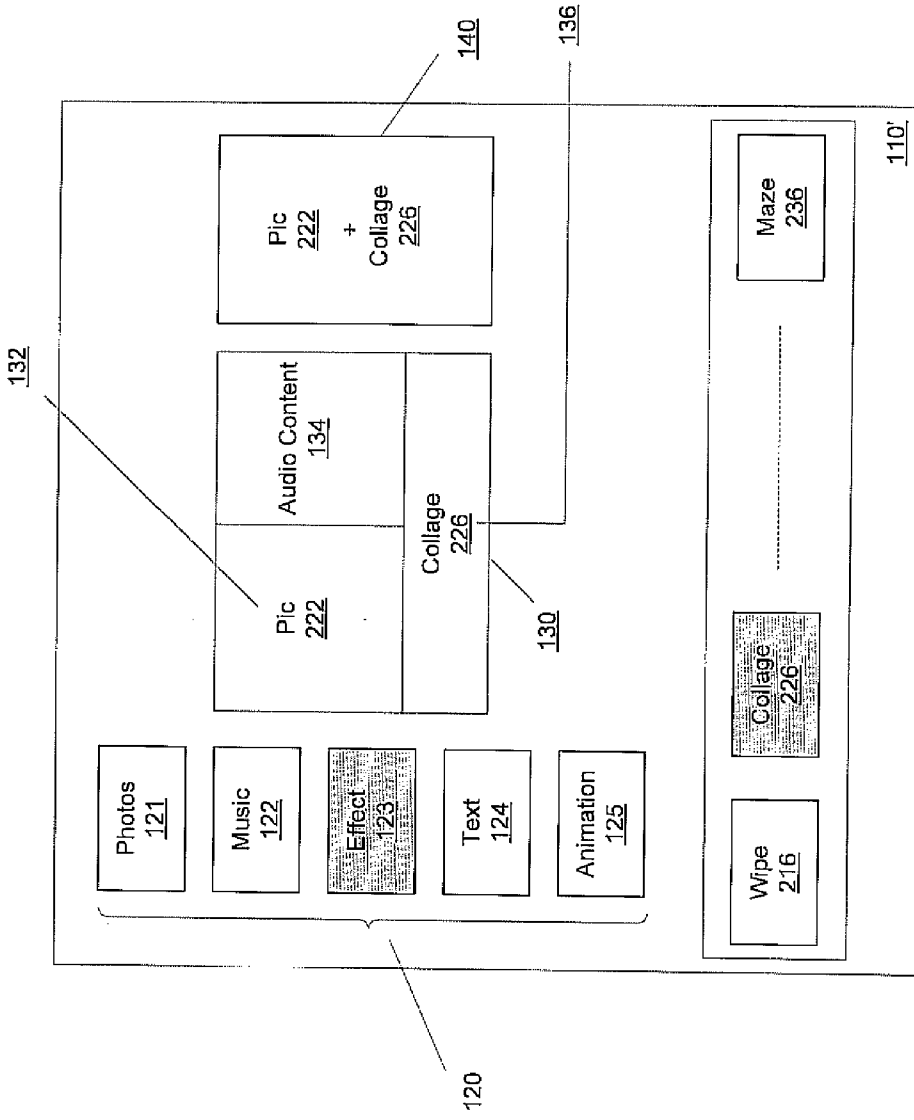 120
Photos
121
Music
122
Effect
123
Text
124
Animation
125
132
Pic
222
Audio Content
134
Collage
226
130
136
Pic
222
+
Collage
226
140
Wipe
216
Collage
226
Maze
236
110'